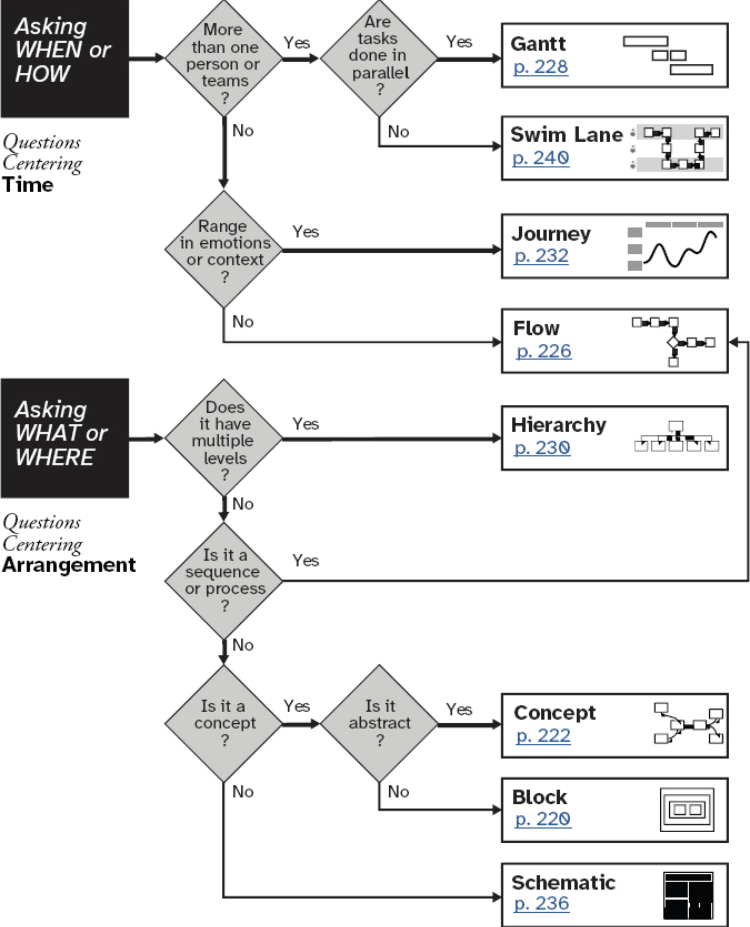 Asking
WHEN or
HOW
Questions
Centering
Time
More
than one
person or
teams
?
Yes
Are
tasks
done in
parallel
?
Yes
Gantt
p. 228
No
No
Swim Lane
p. 240
Range
in emotions
or context
?
Yes
Journey
p. 232
No
Flow
p. 226
Asking
WHAT or
WHERE
Questions
Centering
Arrangement
Does
it have
multiple
levels
?
Yes
Hierarchy
p. 230
No
Is it a
sequence
or process
?
Yes
No
Is it a
concept
?
Yes
Is it
abstract
?
Yes
Concept
p. 222
No
No
Block
p. 220
Schematic
p. 236